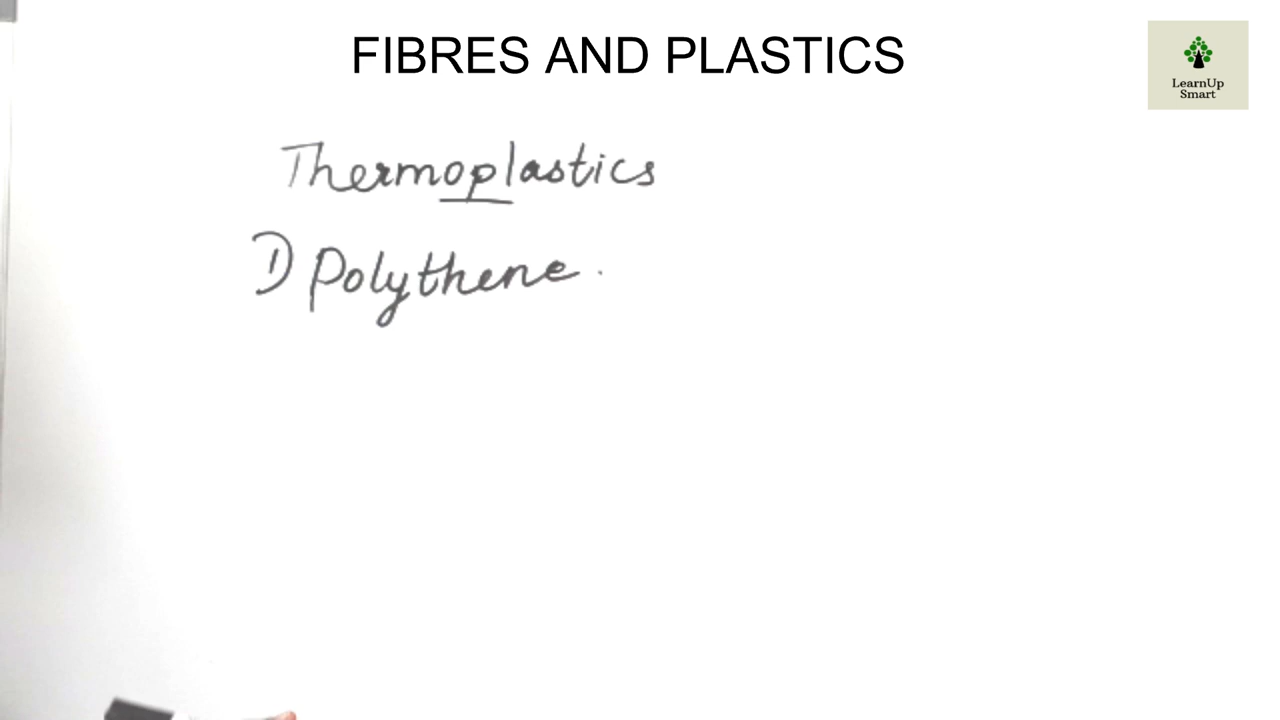 FIBRES AND PLASTICS
LearnUp
Smart
Thermoplastics
1) Polythene.